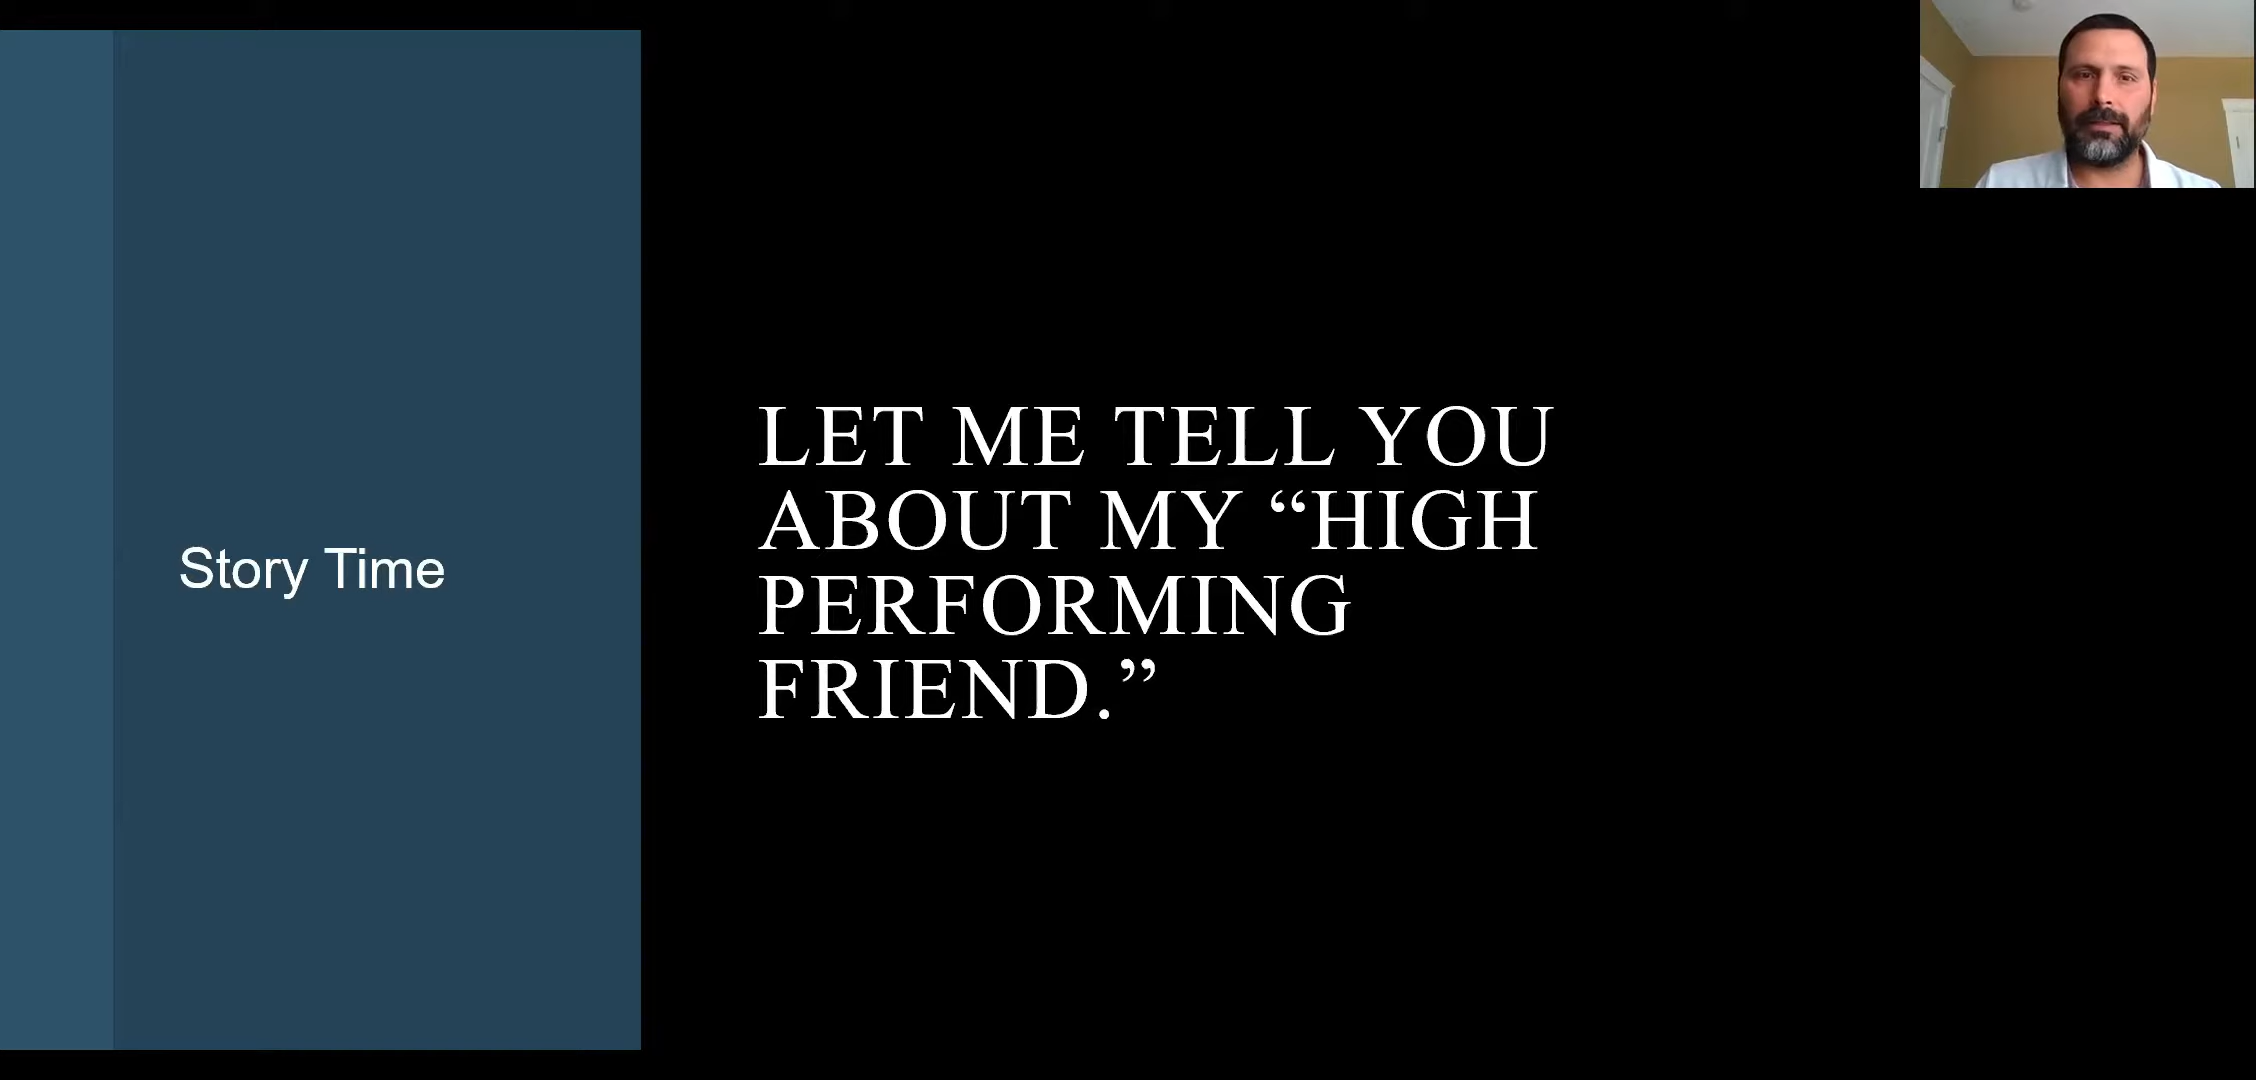 Story Time
LET ME TELL YOU
ABOUT MY “HIGH
PERFORMING
FRIEND.”